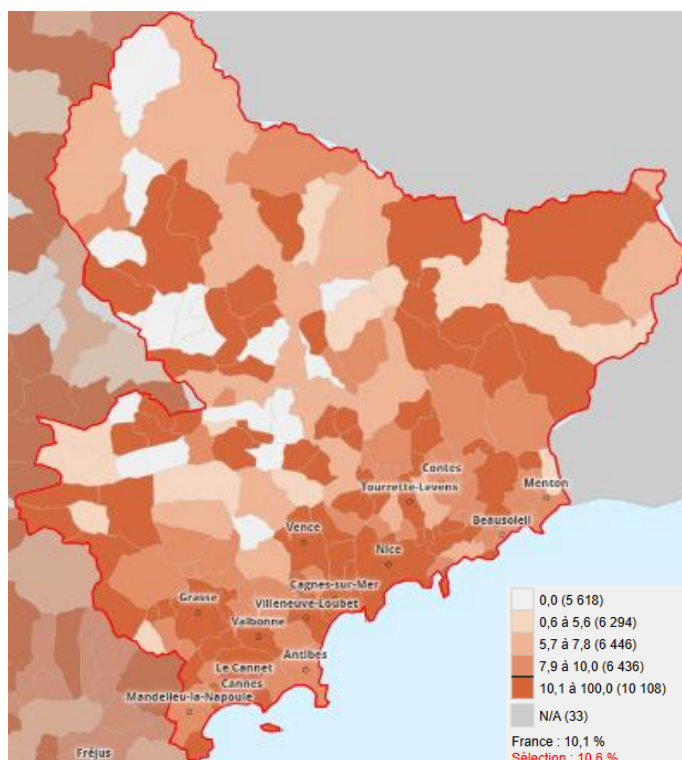 Contes
Tourrette-Levens
Menton
Beausoleil
Vence
Nice
Cagnes-sur-Mer
Grasse
Villeneuve-Loubet
Valbonne
Antibes
Le Cannet
Cannes
Mandelieu-la-Napoule
Fréjus
0,0 (5 618)
0,6 à 5,6 (6 294)
5,7 à 7,8 (6 446)
7,9 à 10,0 (6 436)
10,1 à 100,0 (10 108)
N/A (33)
France : 10,1 %
Sélection : 10,6 %